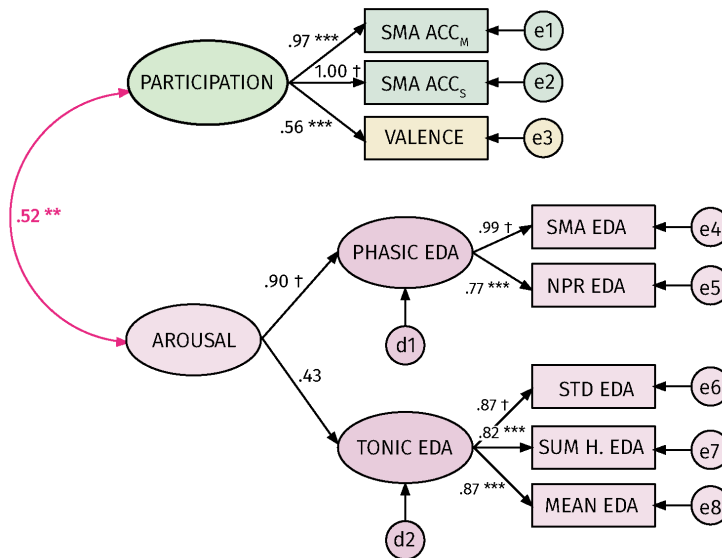 .97 ***
SMA ACC_M
e1
PARTICIPATION
1.00 †
SMA ACC_S
e2
.56 ***
VALENCE
e3
.52 **
.99 †
SMA EDA
e4
PHASIC EDA
.90 †
.77 ***
NPR EDA
e5
AROUSAL
d1
.43
.87 †
STD EDA
e6
TONIC EDA
.82 ***
SUM H. EDA
e7
.87 ***
MEAN EDA
e8
d2